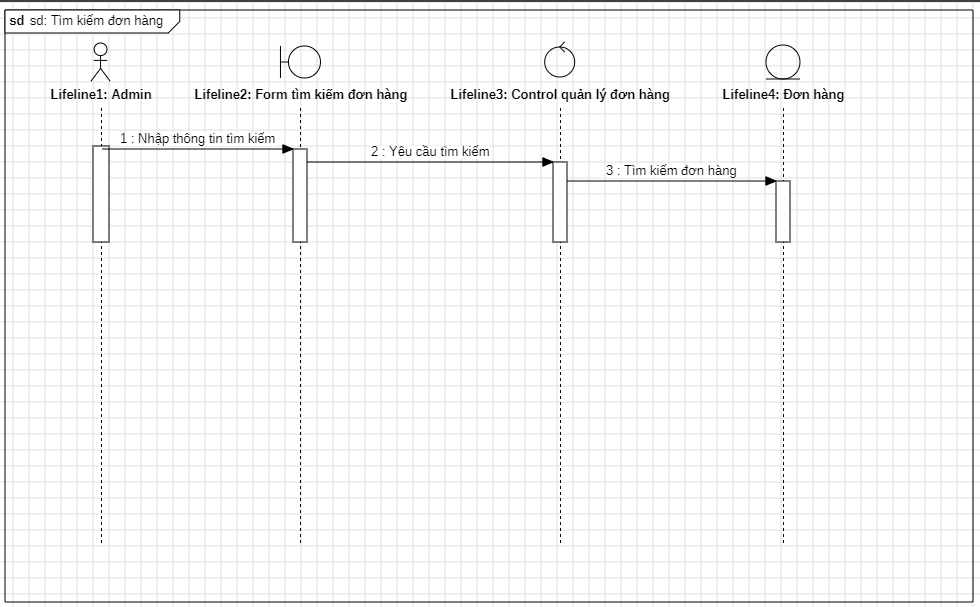 sd sd: Tìm kiếm đơn hàng
Lifeline1: Admin
Lifeline2: Form tìm kiếm đơn hàng
Lifeline3: Control quản lý đơn hàng
Lifeline4: Đơn hàng
1 : Nhập thông tin tìm kiếm
2 : Yêu cầu tìm kiếm
3 : Tìm kiếm đơn hàng